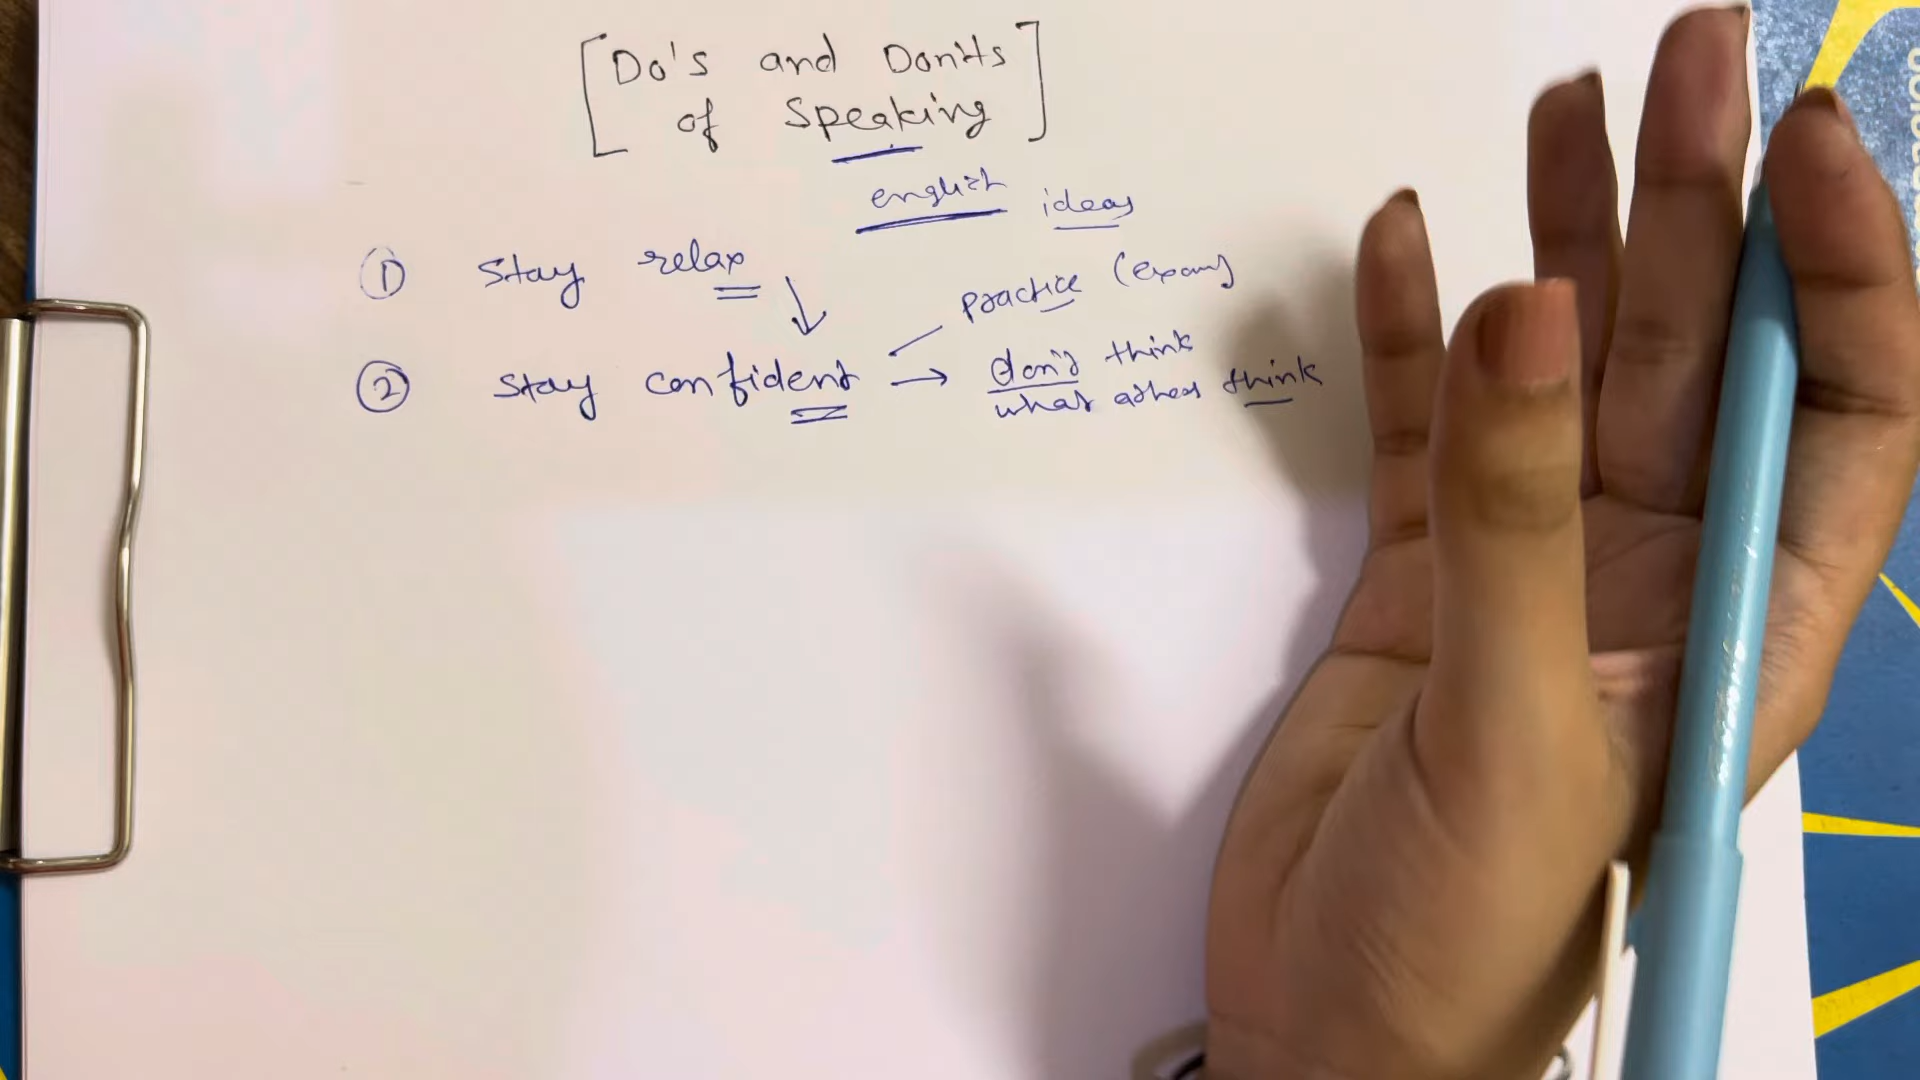 [Do's and Don'ts
of Speaking]
english ideas
① Stay relax
practice (exam)
② Stay confident → don't think
what others think